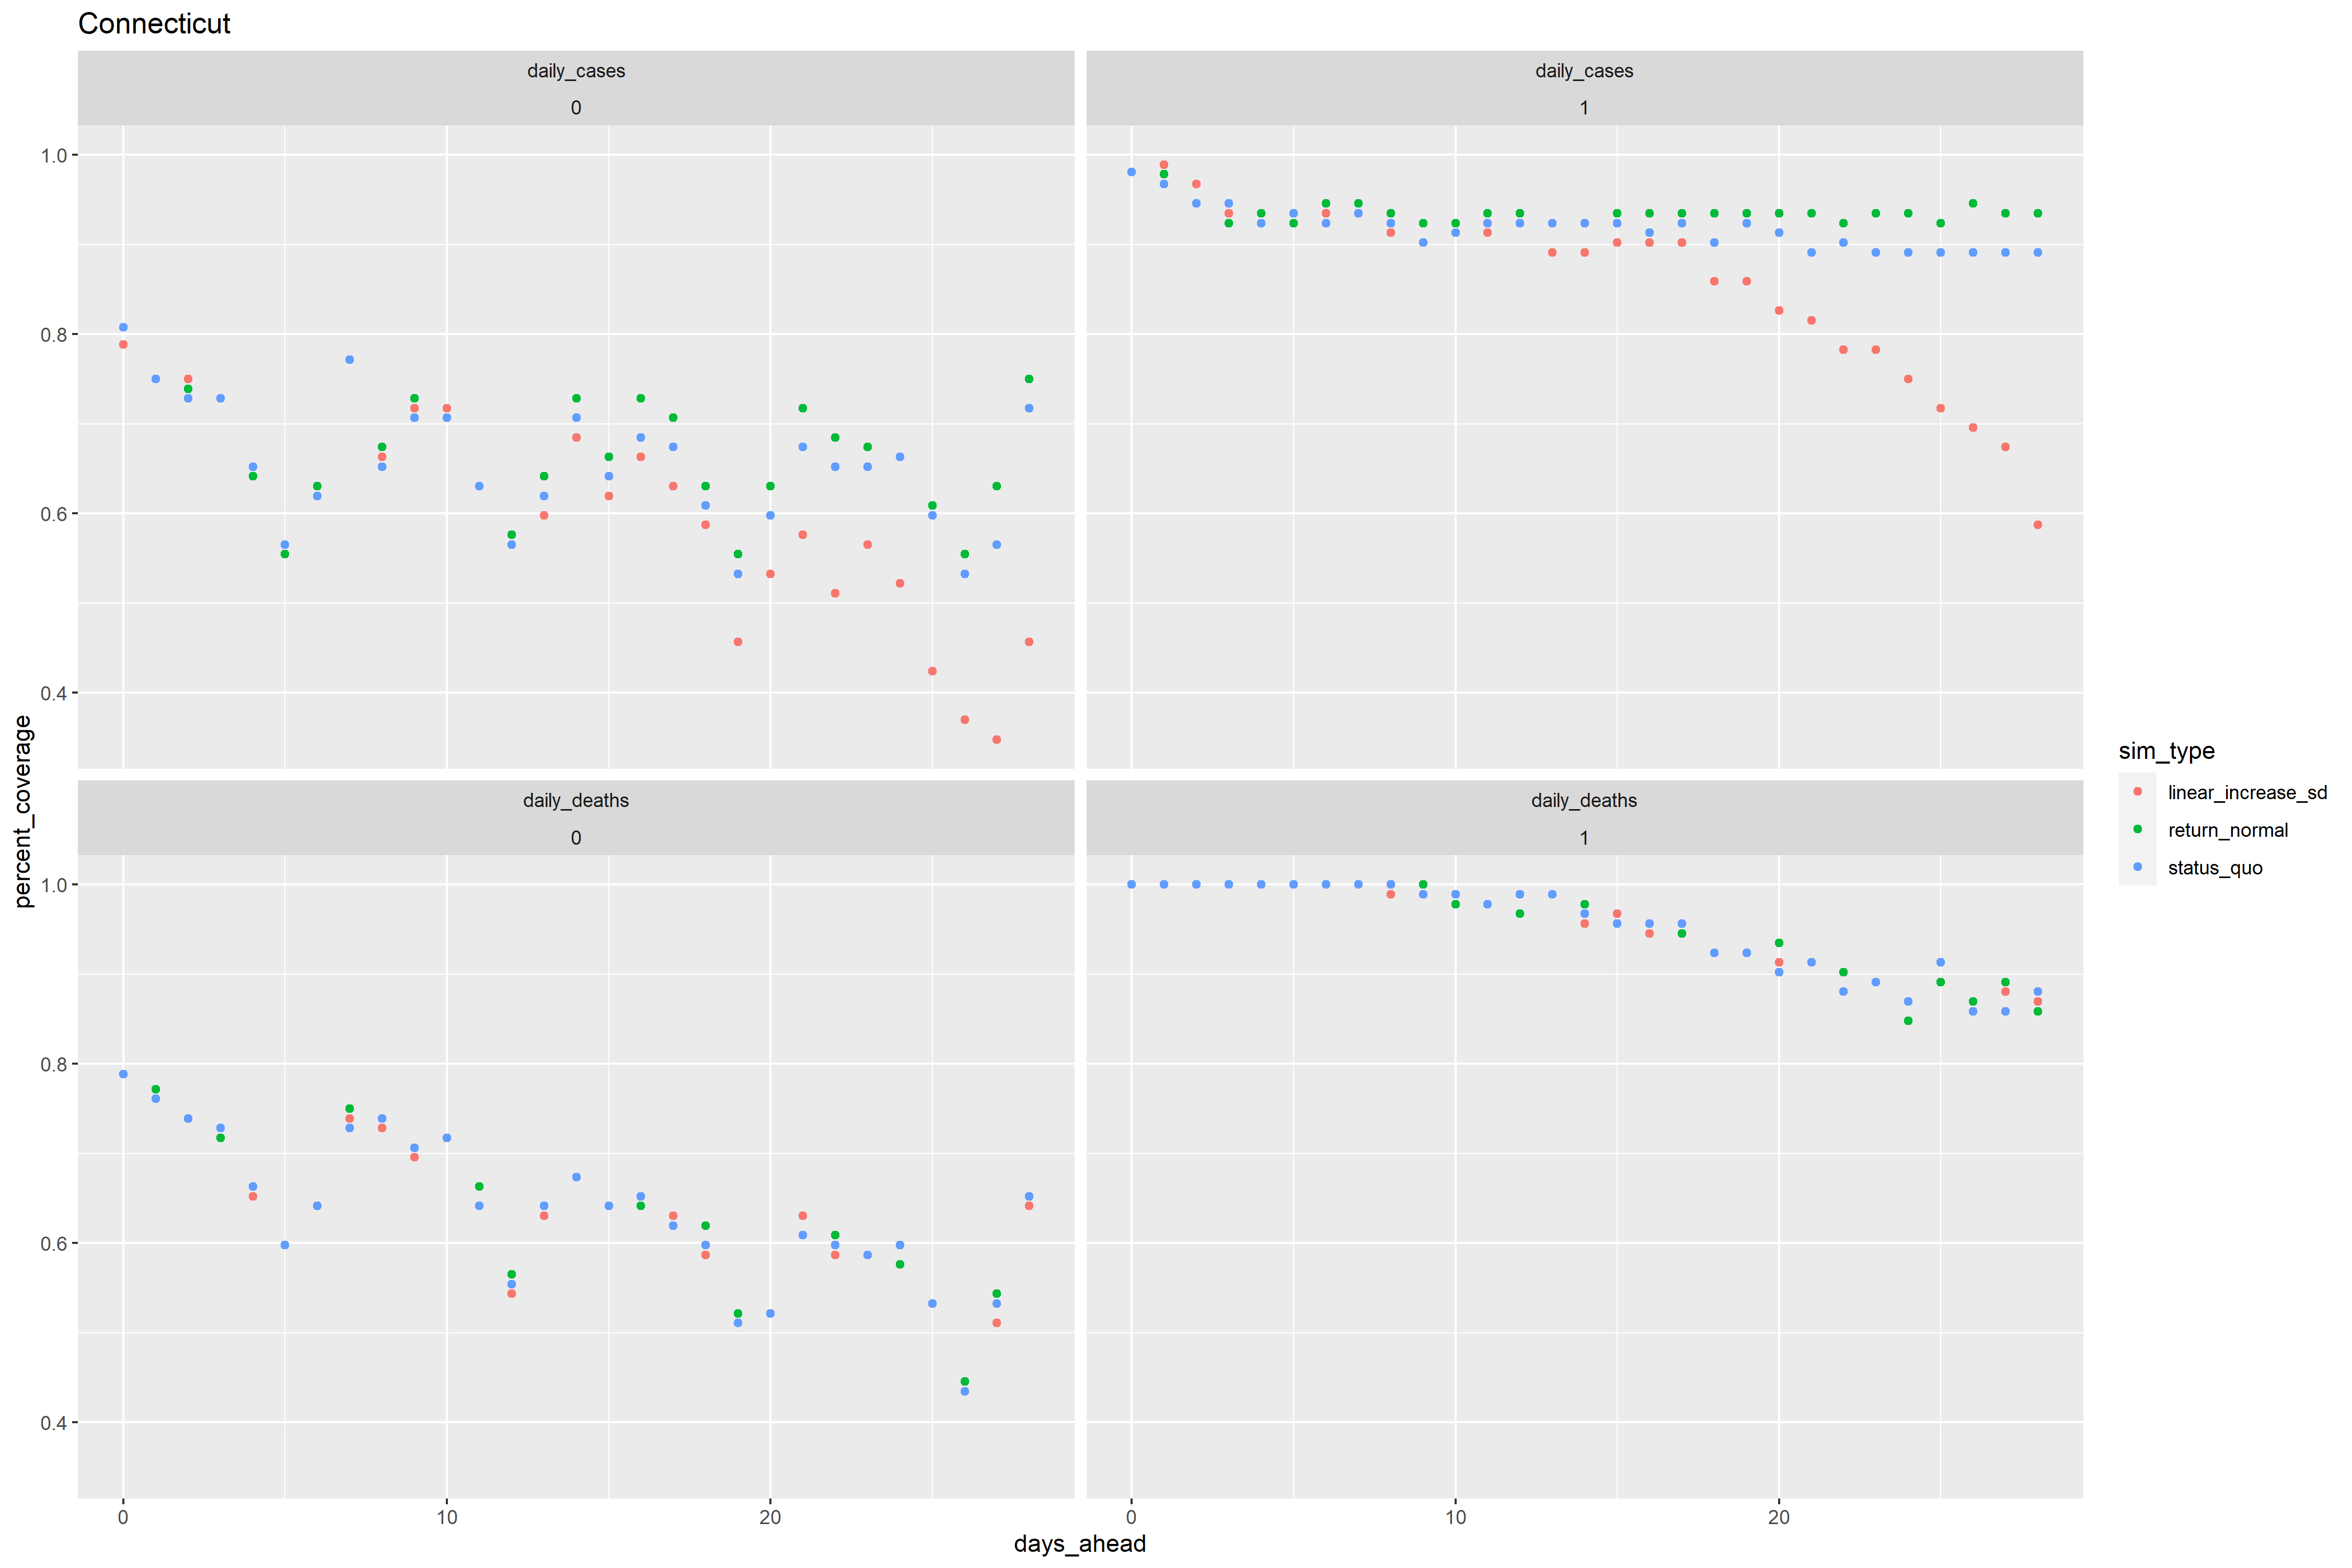 Connecticut
daily_cases
0
daily_cases
1
1.0
0.8
0.6
0.4
daily_deaths
0
daily_deaths
1
1.0
0.8
0.6
0.4
0
10
20
0
10
20
days_ahead
percent_coverage
sim_type
linear_increase_sd
return_normal
status_quo